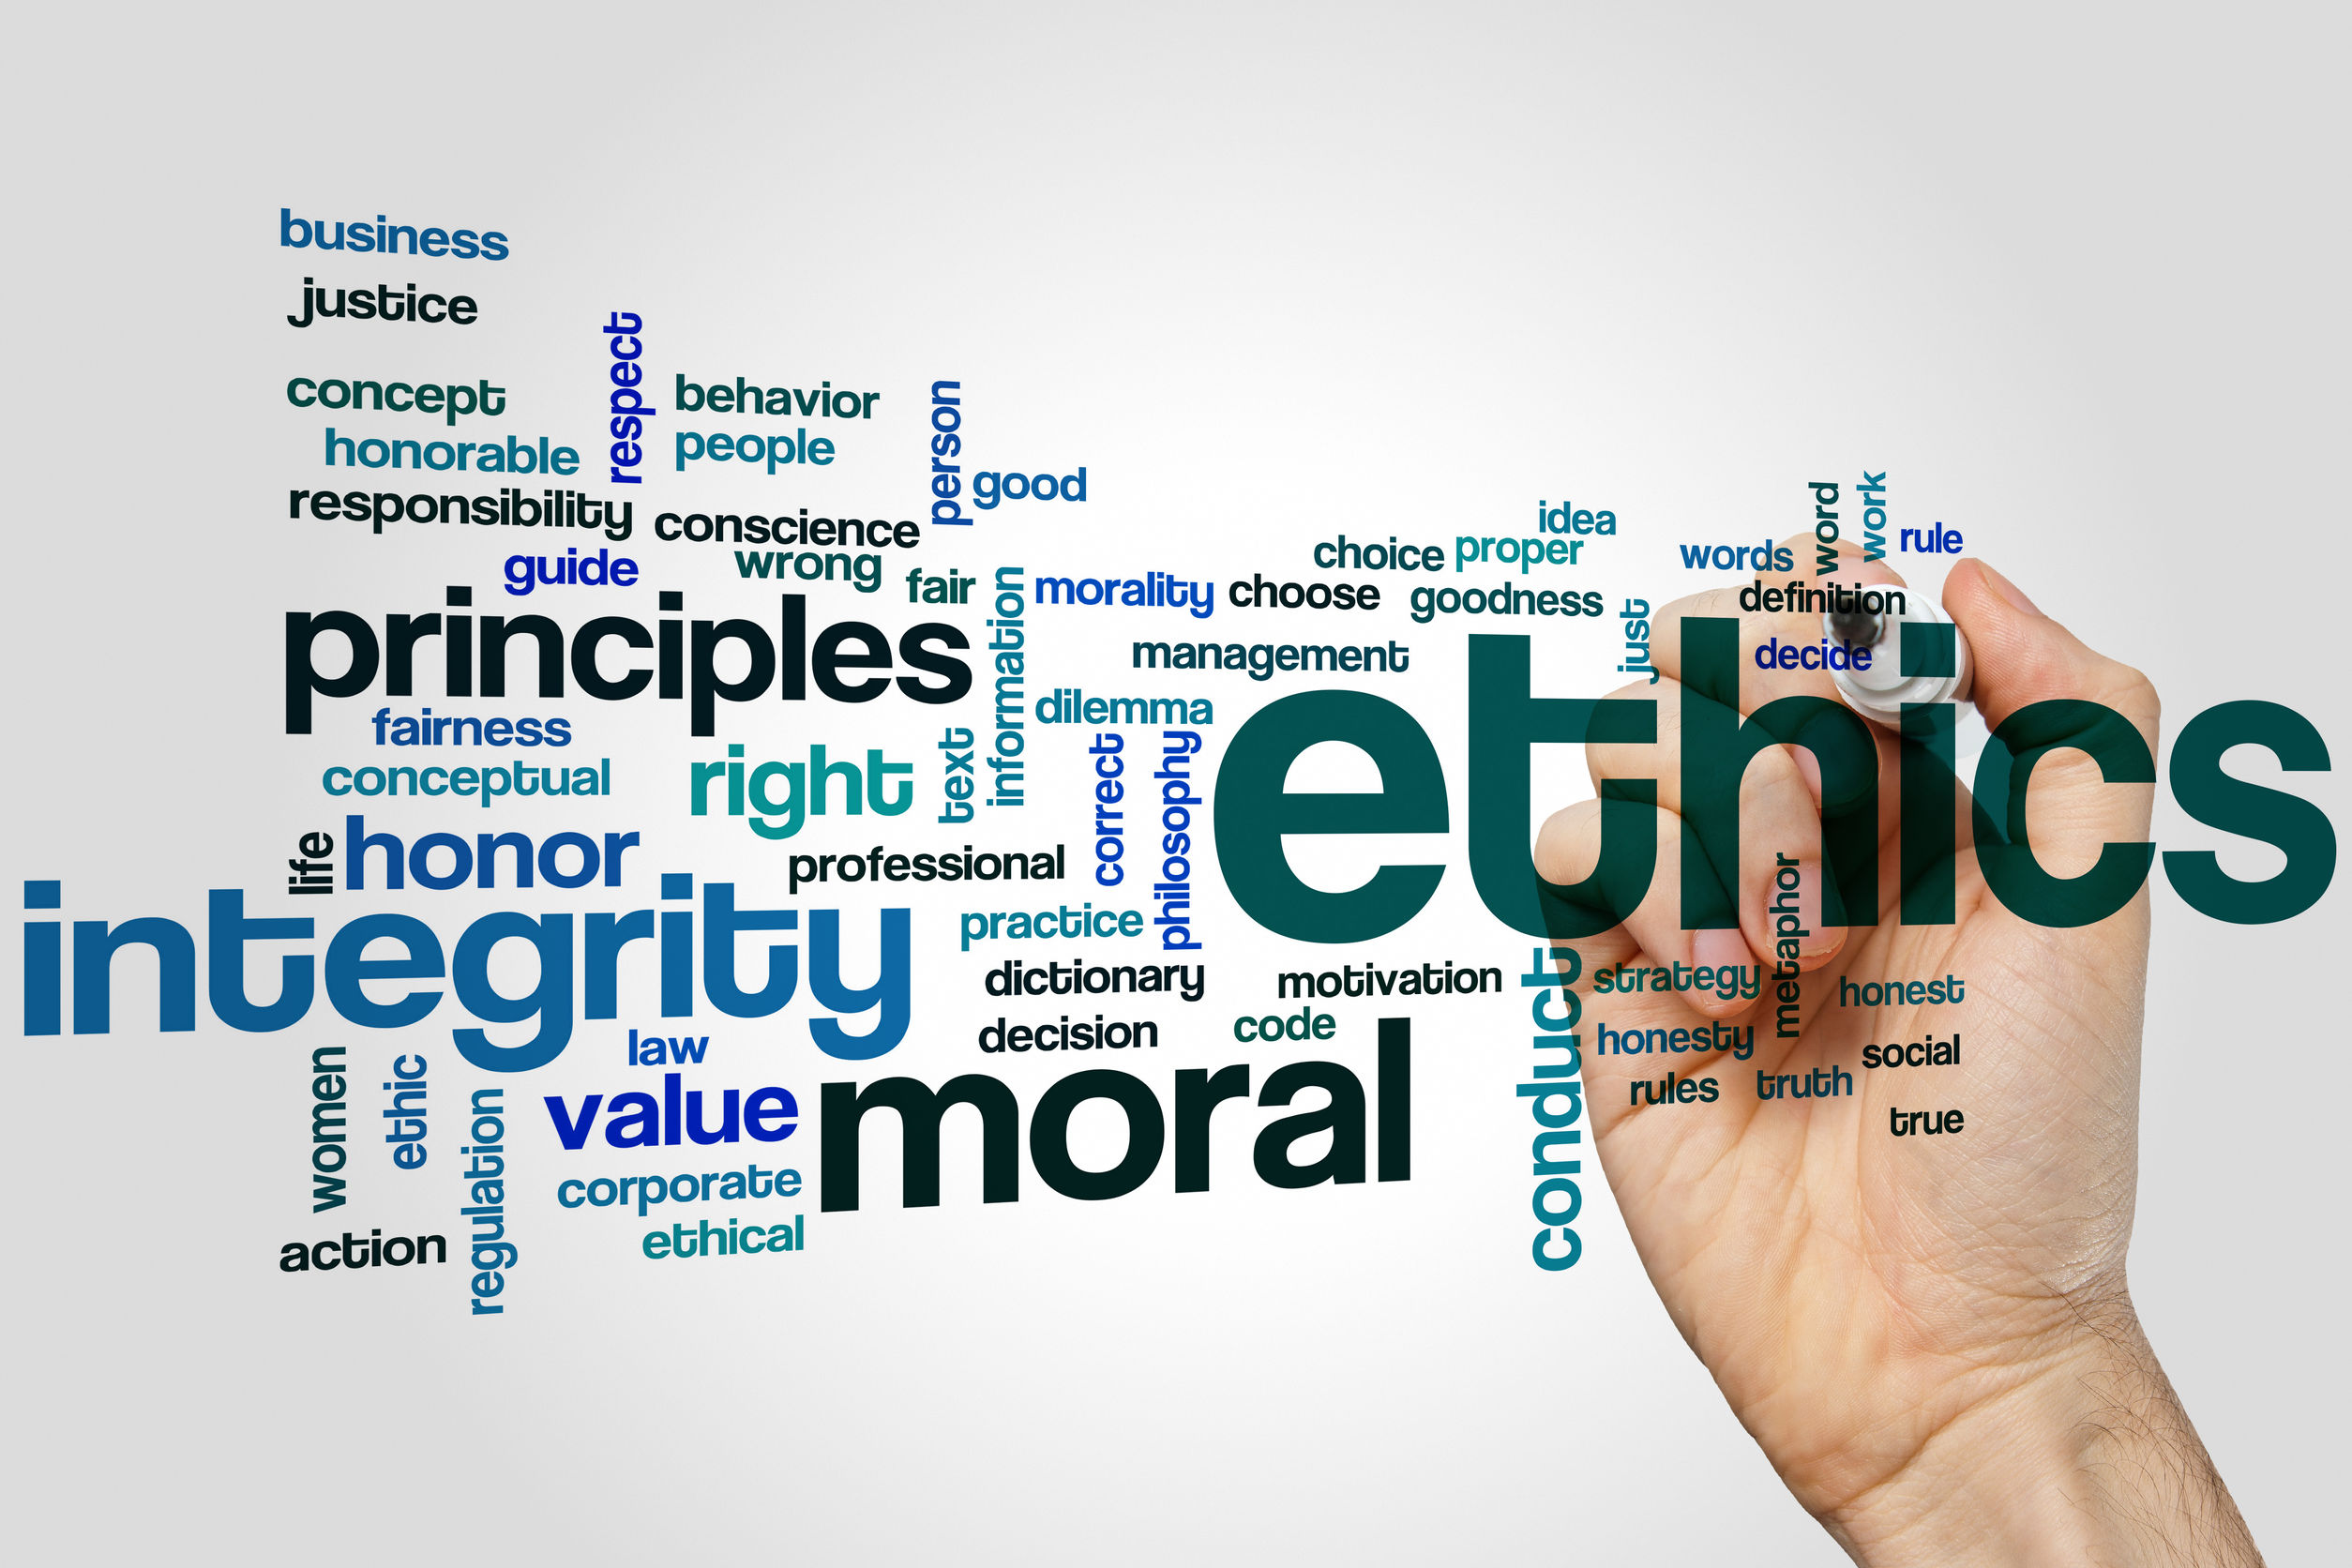 business
justice
respect
concept
behavior
person
honorable
people
good
responsibility
conscience
guide
wrong
fair
information
morality
choose
choice
proper
idea
goodness
words
word
work
rule
definition
just
decide
principles
management
ethics
fairness
dilemma
conceptual
right
text
correct
philosophy
life
honor
professional
metaphor
integrity
practice
dictionary
motivation
conduct
strategy
honest
decision
code
honesty
social
women
ethic
law
rules
truth
regulation
value
moral
true
corporate
action
ethical